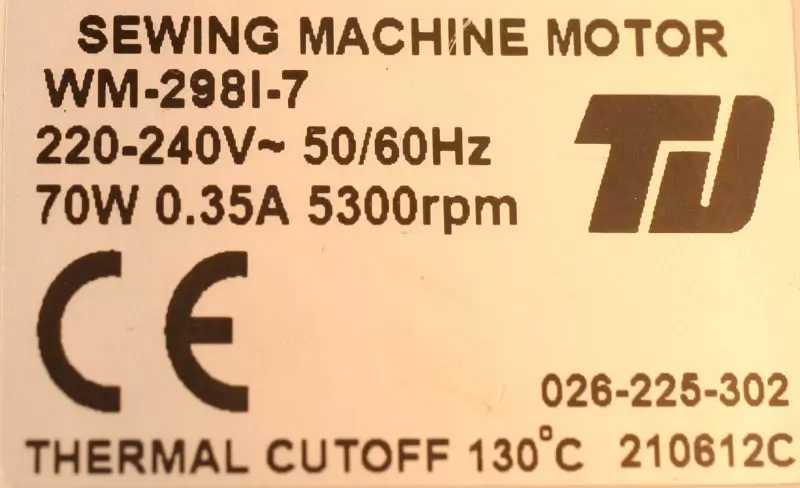 SEWING MACHINE MOTOR
WM-298I-7
220-240V~ 50/60Hz
70W 0.35A 5300rpm
TJ
CE
026-225-302
THERMAL CUTOFF 130°C 210612C